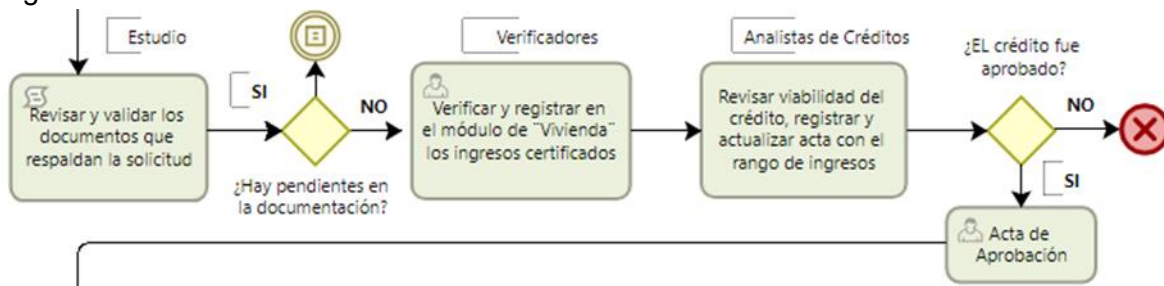 Estudio
Revisar y validar los
documentos que
respaldan la solicitud
SI
¿Hay pendientes en
la documentación?
NO
Verificadores
Verificar y registrar en
el módulo de ¨Vivienda¨
los ingresos certificados
Analistas de Créditos
Revisar viabilidad del
crédito, registrar y
actualizar acta con el
rango de ingresos
¿EL crédito fue
aprobado?
NO
SI
Acta de
Aprobación